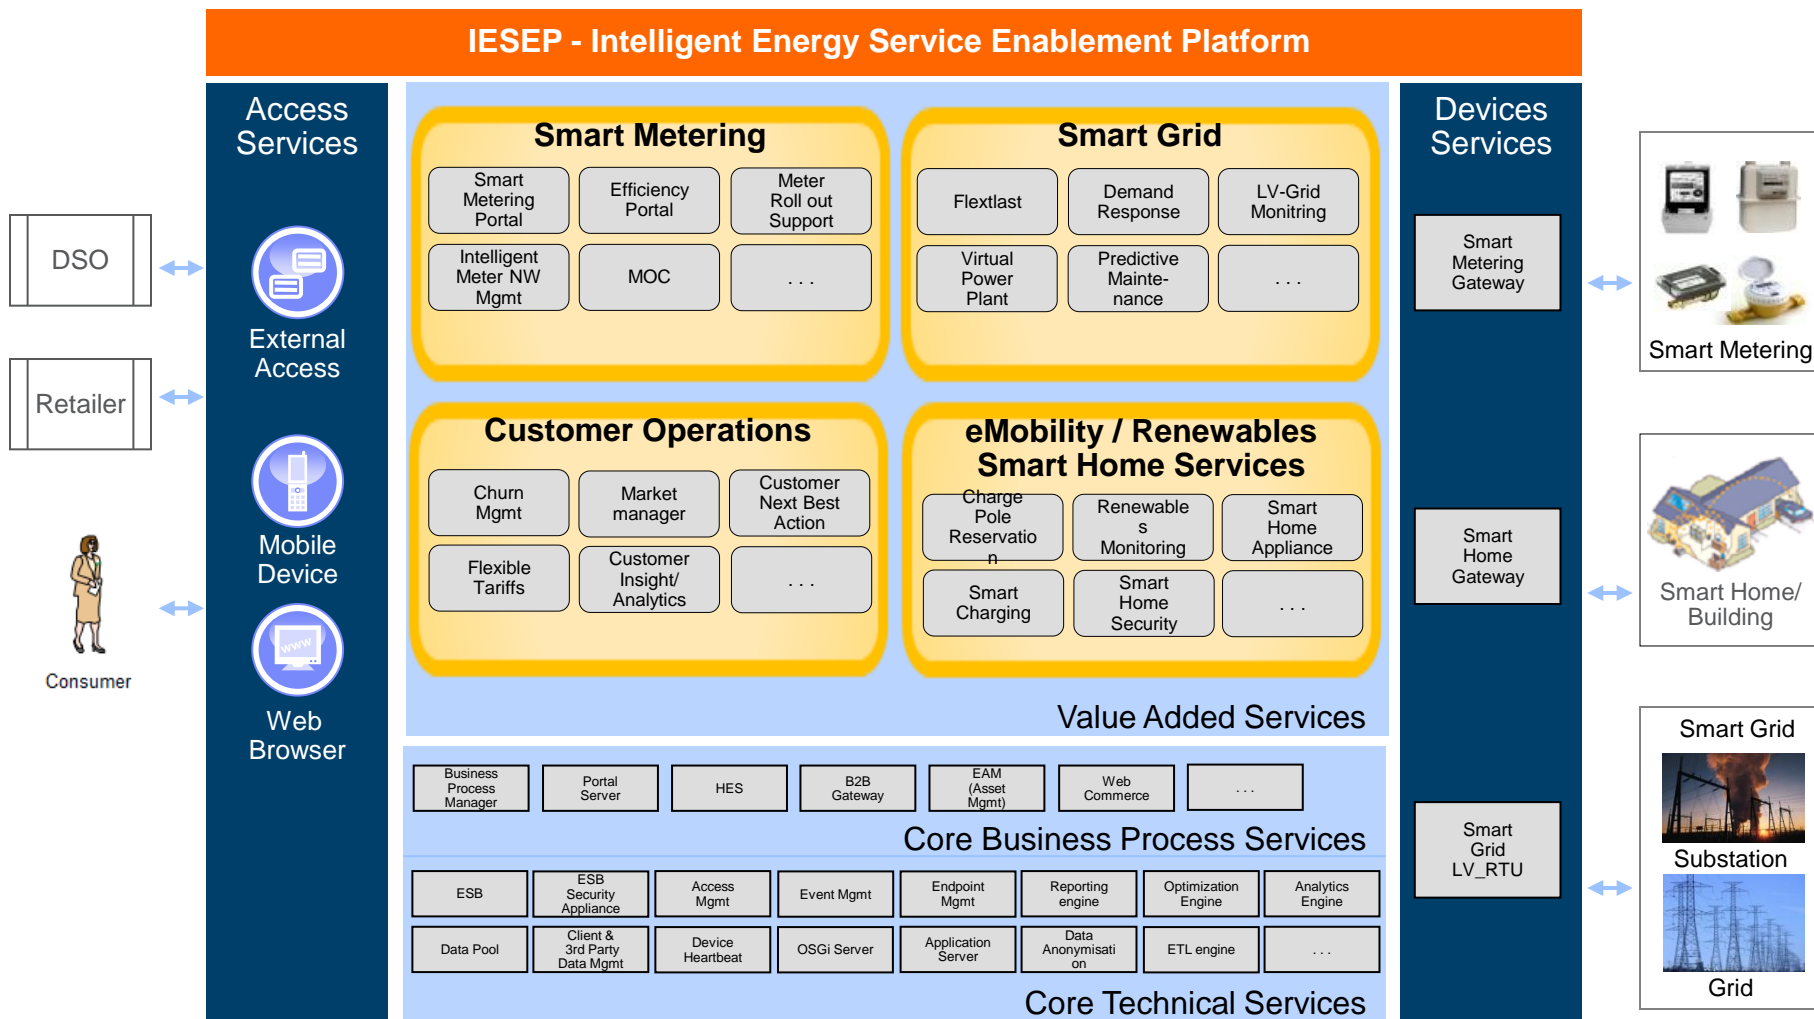 IESEP - Intelligent Energy Service Enablement Platform
Access
Services
DSO
Retailer
Consumer
External
Access
Mobile
Device
WWW
Web
Browser
Smart Metering
Smart
Metering
Portal
Efficiency
Portal
Meter
Roll out
Support
Intelligent
Meter NW
Mgmt
MOC
. . .
Smart Grid
Flextlast
Demand
Response
LV-Grid
Monitring
Virtual
Power
Plant
Predictive
Mainte-
nance
. . .
Customer Operations
Churn
Mgmt
Market
manager
Customer
Next Best
Action
Flexible
Tariffs
Customer
Insight/
Analytics
. . .
eMobility / Renewables
Smart Home Services
Charge
Pole
Reservatio
n
Renewable
s
Monitoring
Smart
Home
Appliance
Smart
Charging
Smart
Home
Security
. . .
Value Added Services
Business
Process
Manager
Portal
Server
HES
B2B
Gateway
EAM
(Asset
Mgmt)
Web
Commerce
. . .
Core Business Process Services
ESB
ESB
Security
Appliance
Access
Mgmt
Event Mgmt
Endpoint
Mgmt
Reporting
engine
Optimization
Engine
Analytics
Engine
Data Pool
Client &
3rd Party
Data Mgmt
Device
Heartbeat
OSGi Server
Application
Server
Data
Anonymisati
on
ETL engine
. . .
Core Technical Services
Devices
Services
Smart
Metering
Gateway
Smart
Home
Gateway
Smart
Grid
LV_RTU
Smart Metering
Smart Home/
Building
Smart Grid
Substation
Grid